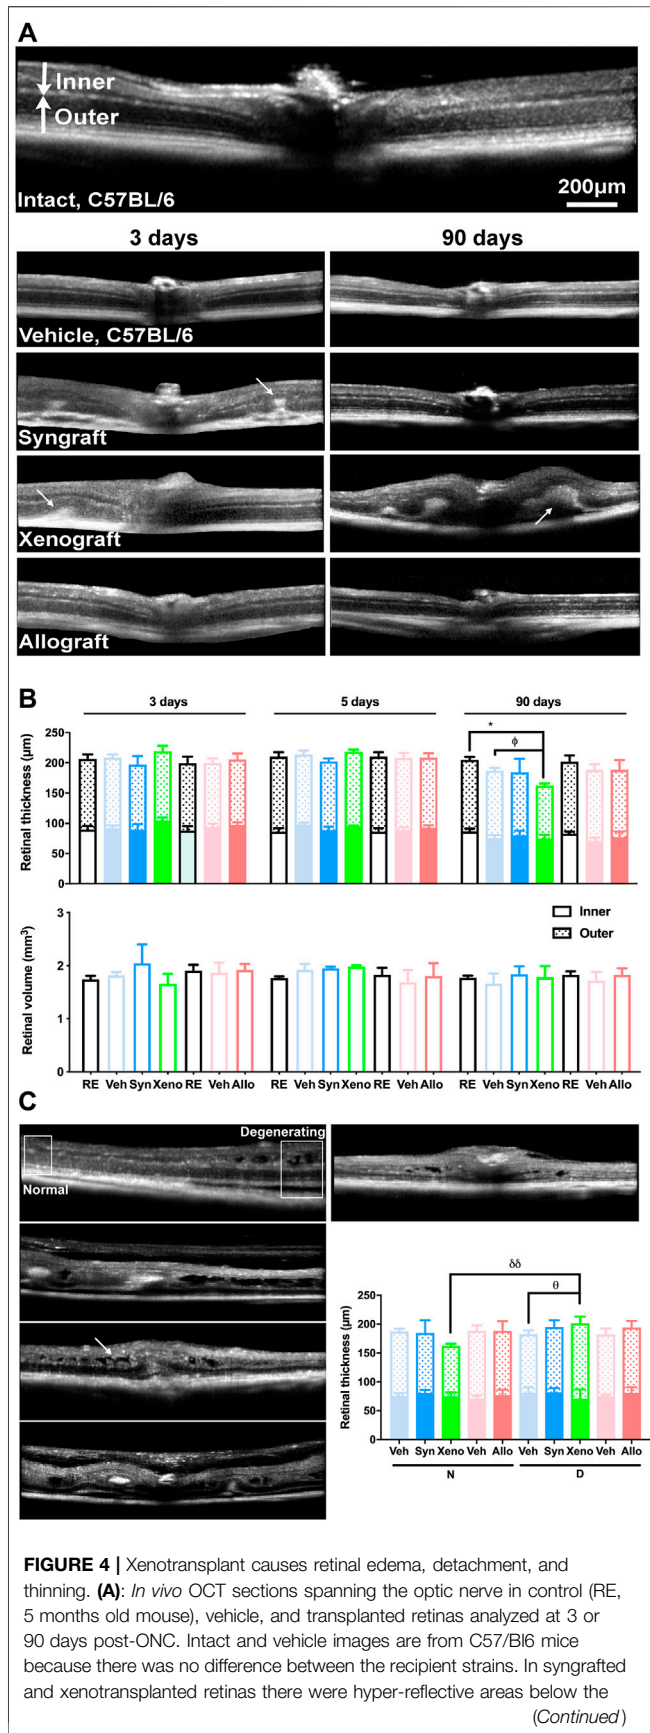 A
Inner
Outer
Intact, C57BL/6
200µm
3 days
90 days
Vehicle, C57BL/6
Syngraft
Xenograft
Allograft
B
3 days
5 days
90 days
Retinal thickness (µm)
250
200
150
100
50
0
*
ϕ
Retinal volume (mm³)
3
2
1
0
Inner
Outer
RE Veh Syn Xeno RE Veh Allo RE Veh Syn Xeno RE Veh Allo RE Veh Syn Xeno RE Veh Allo
C
Degenerating
Normal
δδ
θ
Retinal thickness (µm)
250
200
150
100
50
0
Veh Syn Xeno Veh Allo Veh Syn Xeno Veh Allo
N D
FIGURE 4 | Xenotransplant causes retinal edema, detachment, and
thinning. (A): In vivo OCT sections spanning the optic nerve in control (RE,
5 months old mouse), vehicle, and transplanted retinas analyzed at 3 or
90 days post-ONC. Intact and vehicle images are from C57/Bl6 mice
because there was no difference between the recipient strains. In syngrafted
and xenotransplanted retinas there were hyper-reflective areas below the
(Continued)